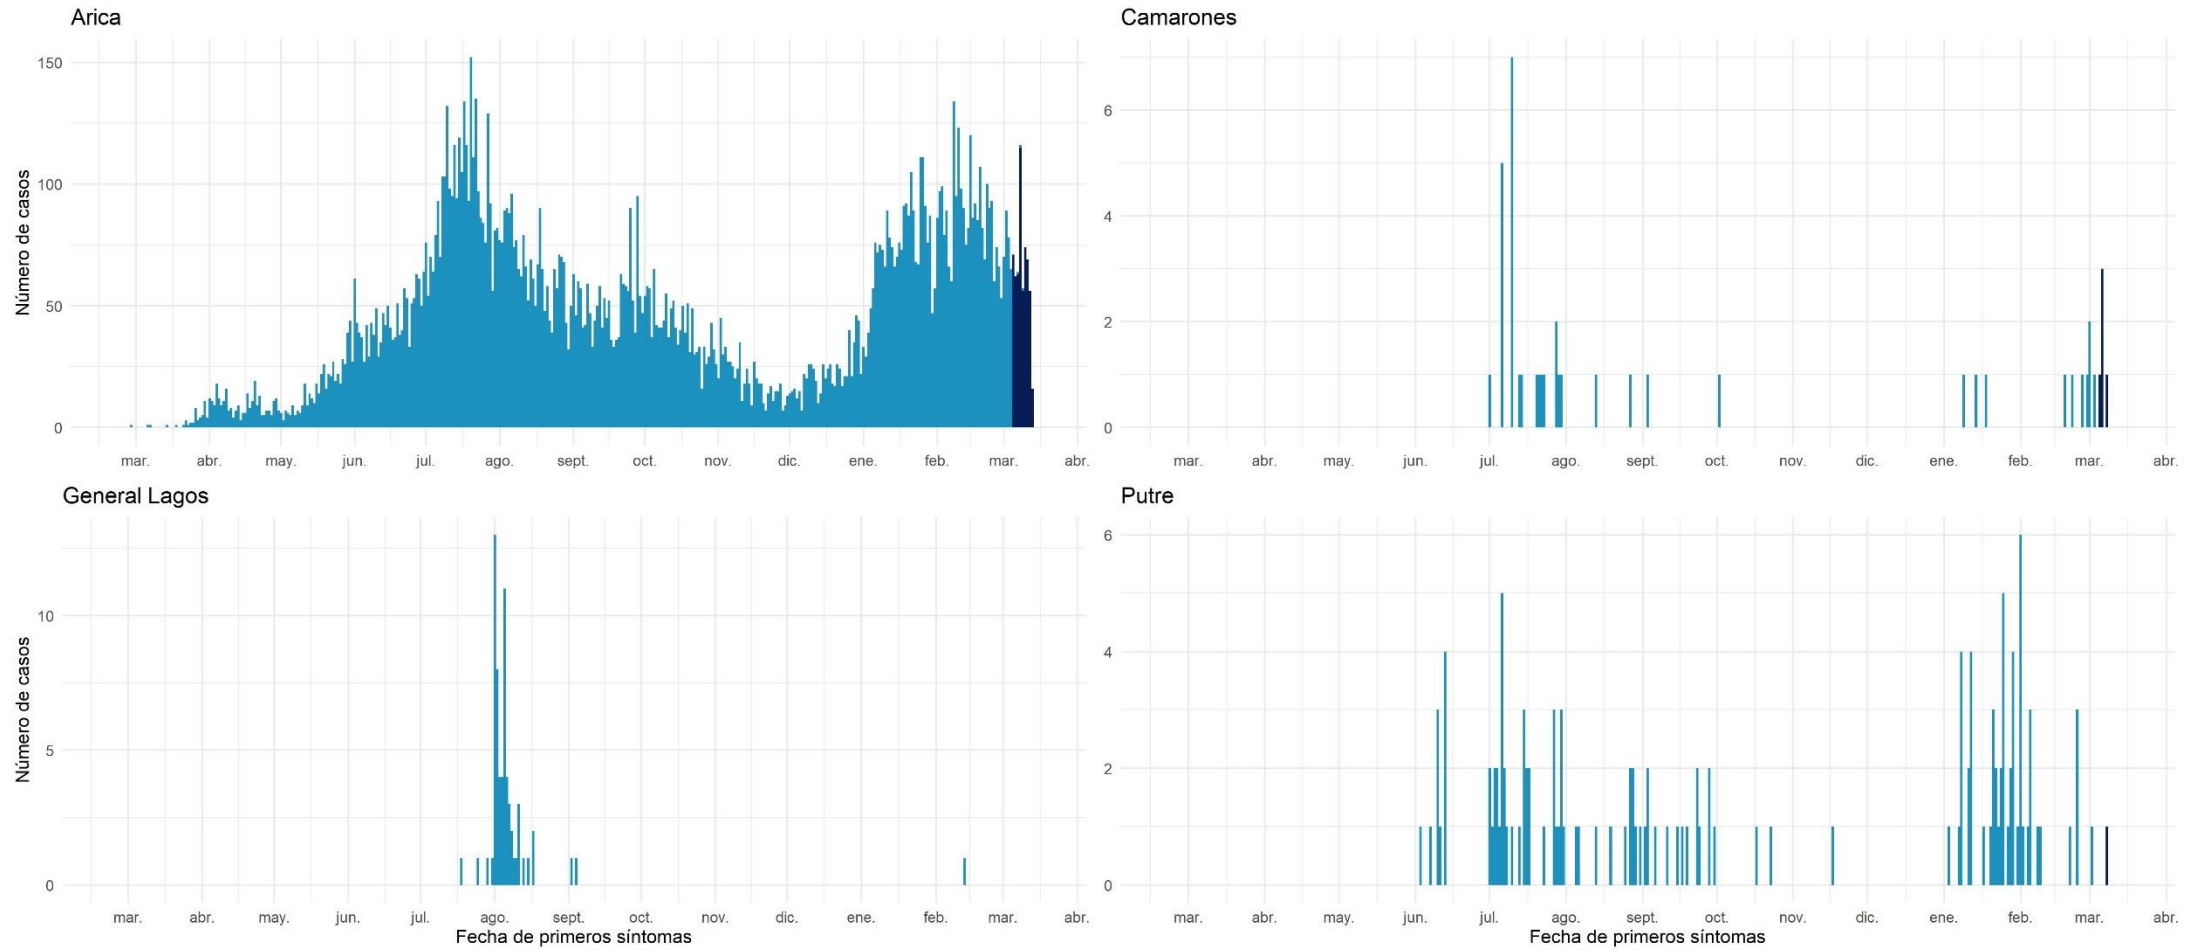 Arica
Número de casos
150
100
50
0
mar. abr. may. jun. jul. ago. sept. oct. nov. dic. ene. feb. mar. abr.
Camarones
6
4
2
0
mar. abr. may. jun. jul. ago. sept. oct. nov. dic. ene. feb. mar. abr.
General Lagos
Número de casos
10
5
0
mar. abr. may. jun. jul. ago. sept. oct. nov. dic. ene. feb. mar. abr.
Fecha de primeros síntomas
Putre
6
4
2
0
mar. abr. may. jun. jul. ago. sept. oct. nov. dic. ene. feb. mar. abr.
Fecha de primeros síntomas